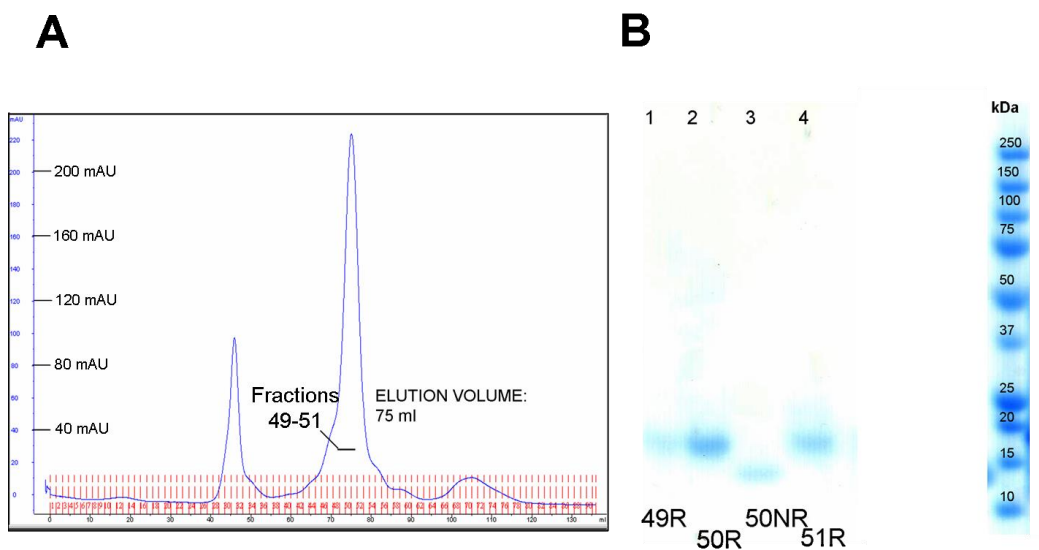 A
B
mAU
220
200
180
160
140
120
100
80
60
40
20
0
200 mAU
160 mAU
120 mAU
80 mAU
40 mAU
Fractions
49-51
ELUTION VOLUME:
75 ml
0 10 20 30 40 50 60 70 80 90 100 110 120 130 ml
1 2 3 4
49R
50R
50NR
51R
kDa
250
150
100
75
50
37
25
20
15
10